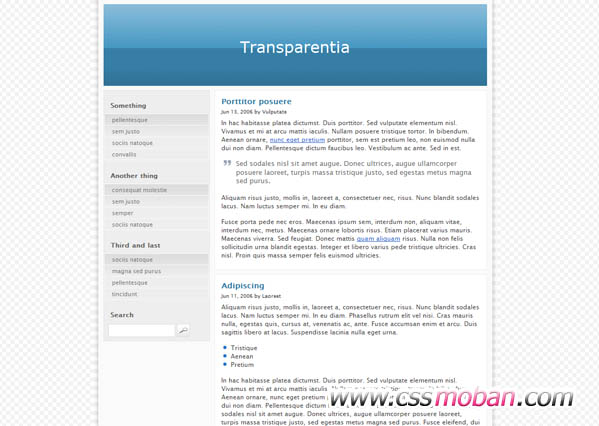 Transparentia
Something
pellentesque
sem justo
sociis natoque
convallis
Another thing
consequat molestie
sem justo
semper
sociis natoque
Third and last
sociis natoque
magna sed purus
pellentesque
tincidunt
Search
Porttitor posuere
Jun 13, 2006 by Vulputate
In hac habitasse platea dictumst. Duis porttitor. Sed vulputate elementum nisl.
Vivamus et mi at arcu mattis iaculis. Nullam posuere tristique tortor. In bibendum.
Aenean ornare, nunc eget pretium porttitor, sem est pretium leo, non euismod nulla
dui non diam. Pellentesque dictum faucibus leo. Vestibulum ac ante. Sed in est.
Sed sodales nisl sit amet augue. Donec ultrices, augue ullamcorper
posuere laoreet, turpis massa tristique justo, sed egestas metus magna
sed purus.
Aliquam risus justo, mollis in, laoreet a, consectetuer nec, risus. Nunc blandit sodales
lacus. Nam luctus semper mi. In eu diam.
Fusce porta pede nec eros. Maecenas ipsum sem, interdum non, aliquam vitae,
interdum nec, metus. Maecenas ornare lobortis risus. Etiam placerat varius mauris.
Maecenas viverra. Sed feugiat. Donec mattis quam aliquam risus. Nulla non felis
sollicitudin urna blandit egestas. Integer et libero varius pede tristique ultricies. Cras
nisl. Proin quis massa semper felis euismod ultricies.
Adipiscing
Jun 11, 2006 by Laoreet
Aliquam risus justo, mollis in, laoreet a, consectetuer nec, risus. Nunc blandit sodales
lacus. Nam luctus semper mi. In eu diam. Phasellus rutrum elit vel nisi. Cras mauris
nulla, egestas quis, cursus at, venenatis ac, ante. Fusce accumsan enim et arcu. Duis
sagittis libero at lacus. Suspendisse lacinia nulla eget urna.
Tristique
Aenean
Pretium
In hac habitasse platea dictumst. Duis porttitor. Sed vulputate elementum nisl.
Vivamus et mi at arcu mattis iaculis.
Aenean ornare, nunc eget pretium
dui non diam. Pellentesque dictum
sodales nisl sit amet augue. Donec ultrices, augue ullamcorper posuere laoreet,
turpis massa tristique justo, sed egestas metus magna sed purus. Fusce eleifend, dui
www.cssmoban.com